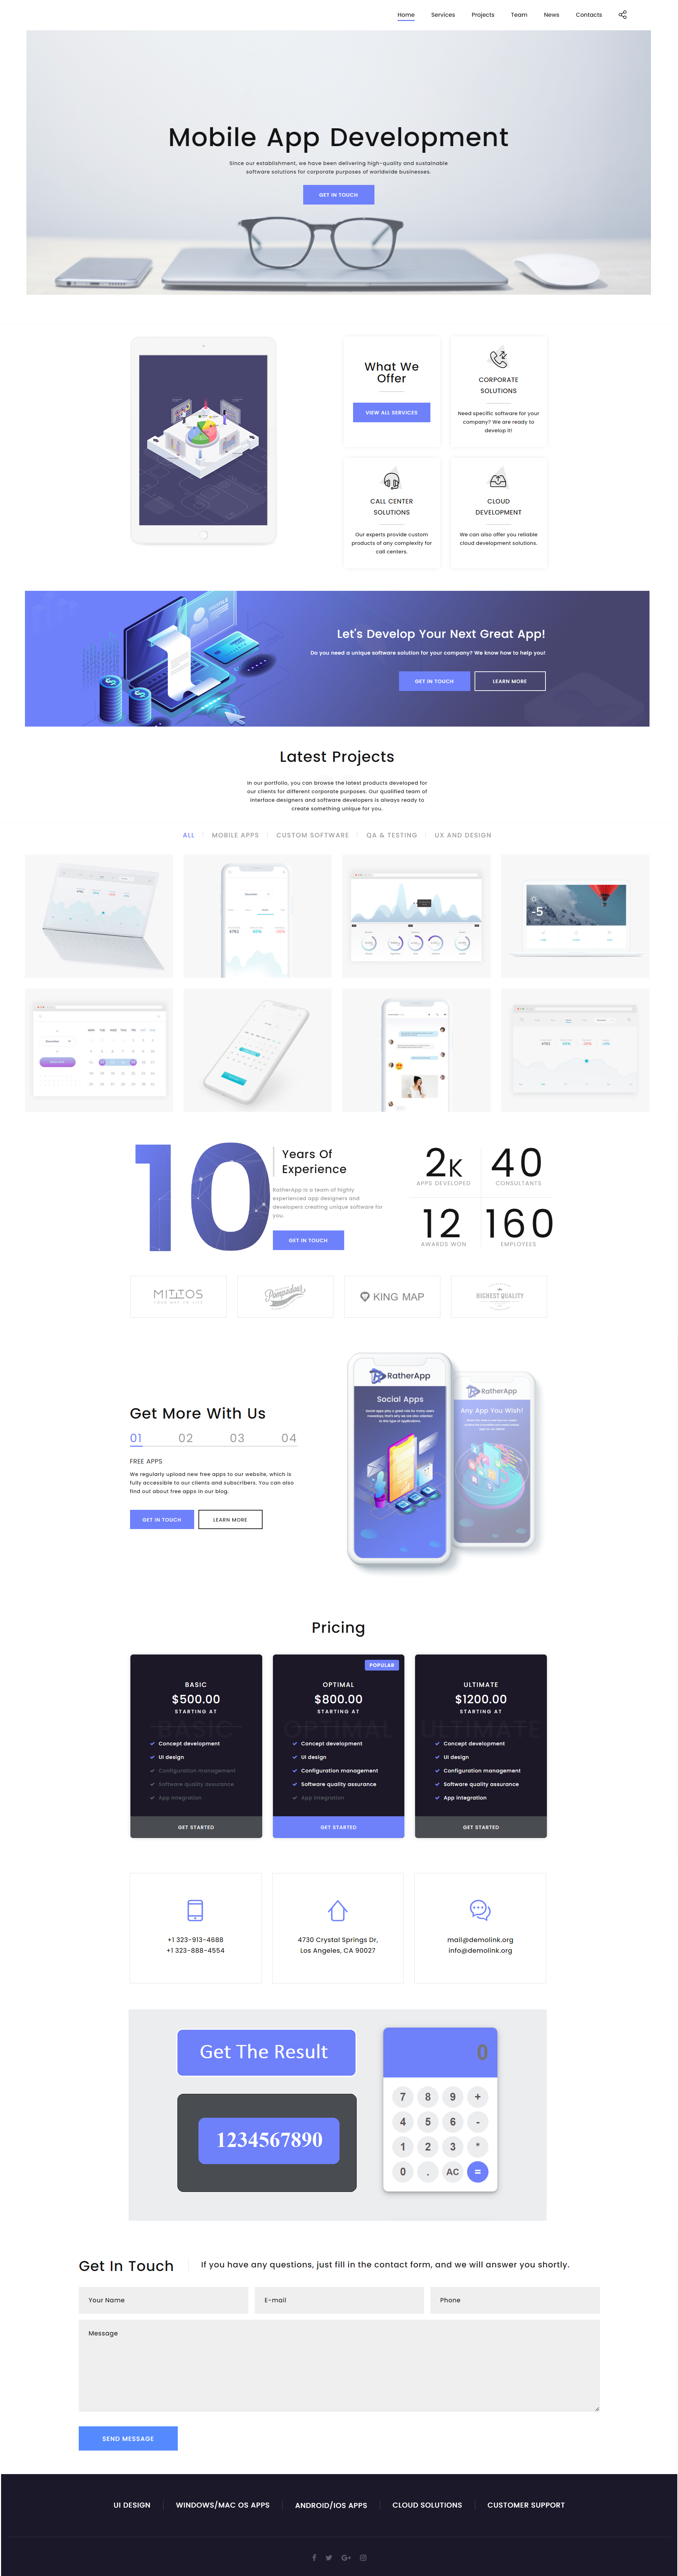 Home Services Projects Team News Contacts
Mobile App Development
Since our establishment, we have been delivering high-quality and sustainable
software solutions for corporate purposes of worldwide businesses.
GET IN TOUCH
What We
Offer
VIEW ALL SERVICES
CORPORATE
SOLUTIONS
Need specific software for your
company? We are ready to
develop it!
CALL CENTER
SOLUTIONS
Our experts provide custom
products of any complexity for
call centers.
CLOUD
DEVELOPMENT
We can also offer you reliable
cloud development solutions.
Let's Develop Your Next Great App!
Do you need a unique software solution for your company? We know how to help you!
GET IN TOUCH LEARN MORE
Latest Projects
In our portfolio, you can browse the latest products developed for
our clients for different corporate purposes. Our qualified team of
interface designers and software developers is always ready to
create something unique for you.
ALL MOBILE APPS CUSTOM SOFTWARE QA & TESTING UX AND DESIGN
-5
10
Years Of
Experience
RatherApp is a team of highly
experienced app designers and
developers creating unique software for
you.
GET IN TOUCH
2K
APPS DEVELOPED
40
CONSULTANTS
12
AWARDS WON
160
EMPLOYEES
MITTOS
Pompadous
KING MAP
HIGHEST QUALITY
Get More With Us
01 02 03 04
FREE APPS
We regularly upload new free apps to our website, which is
fully accessible to our clients and subscribers. You can also
find out about free apps in our blog.
GET IN TOUCH LEARN MORE
RatherApp
Social Apps
RatherApp
Any App You Wish!
Pricing
BASIC
$500.00
STARTING AT
BASIC
Concept development
UI design
Configuration management
Software quality assurance
App integration
GET STARTED
POPULAR
OPTIMAL
$800.00
STARTING AT
OPTIMAL
Concept development
UI design
Configuration management
Software quality assurance
App integration
GET STARTED
ULTIMATE
$1200.00
STARTING AT
ULTIMATE
Concept development
UI design
Configuration management
Software quality assurance
App integration
GET STARTED
+1 323-913-4688
+1 323-888-4554
4730 Crystal Springs Dr,
Los Angeles, CA 90027
mail@demolink.org
info@demolink.org
Get The Result
1234567890
0
7 8 9 +
4 5 6 -
1 2 3 *
0 . AC =
Get In Touch
If you have any questions, just fill in the contact form, and we will answer you shortly.
Your Name E-mail Phone
Message
SEND MESSAGE
UI DESIGN WINDOWS/MAC OS APPS ANDROID/IOS APPS CLOUD SOLUTIONS CUSTOMER SUPPORT